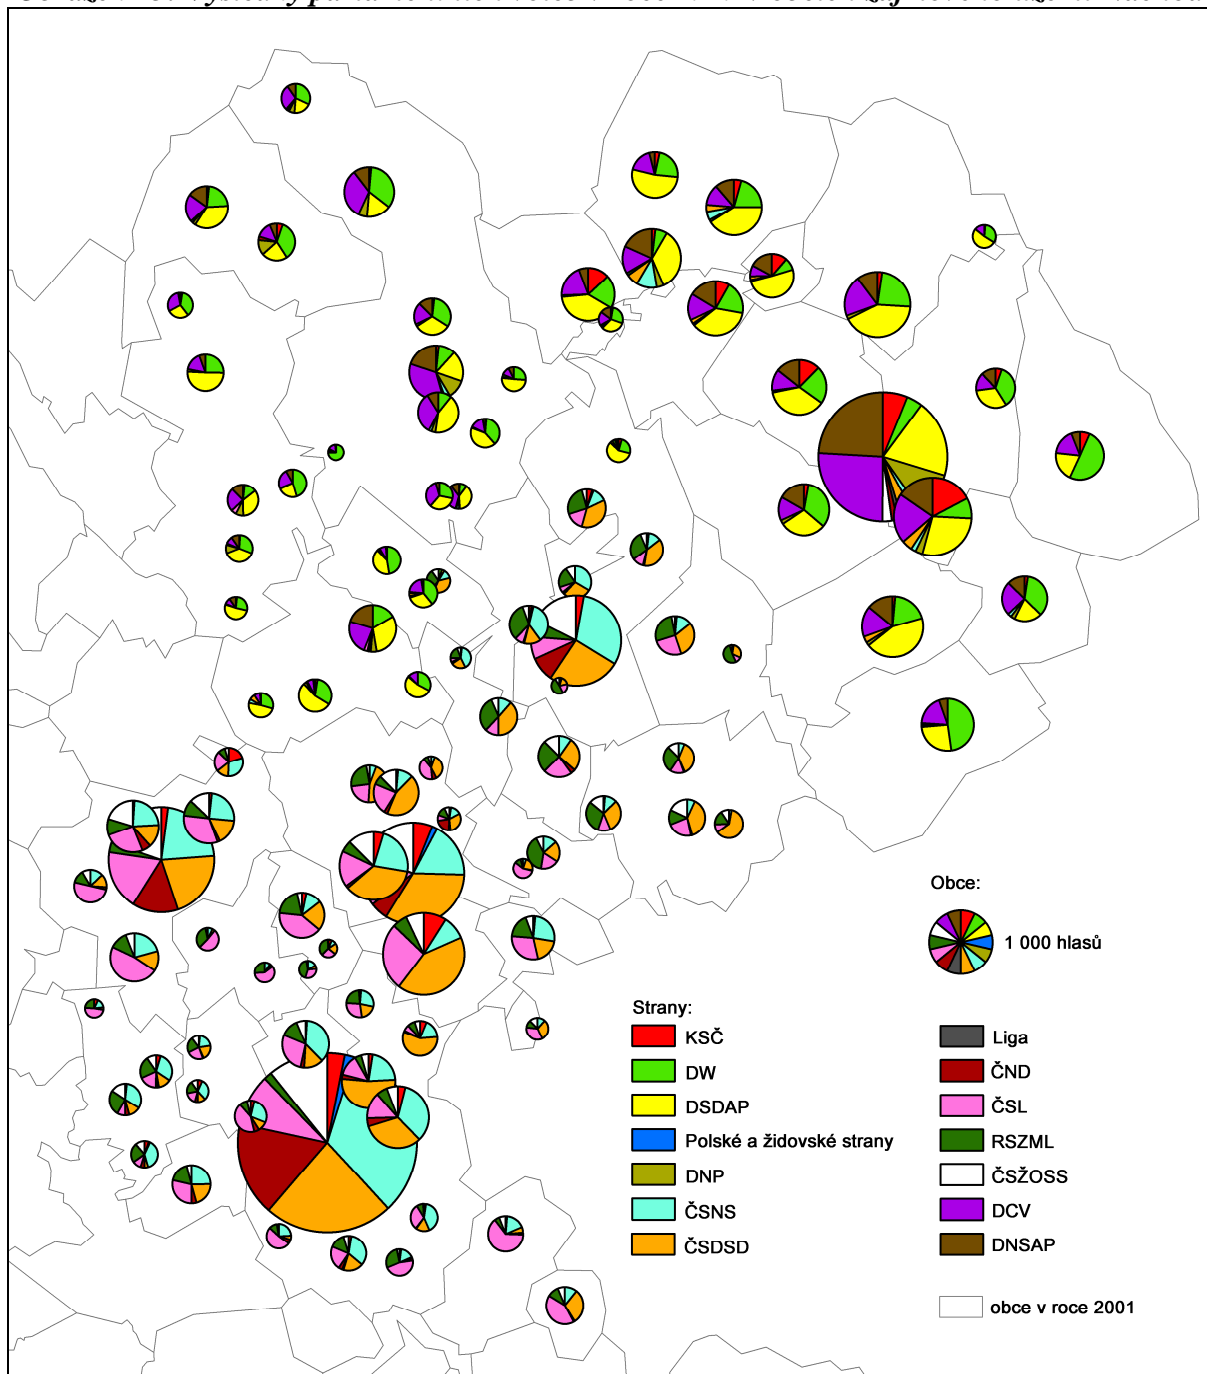 Obce:
1 000 hlasů
Strany:
KSČ
DW
DSDAP
Polské a židovské strany
DNP
ČSNS
ČSDSD
Liga
ČND
ČSL
RSZML
ČSŽOSS
DCV
DNSAP
obce v roce 2001